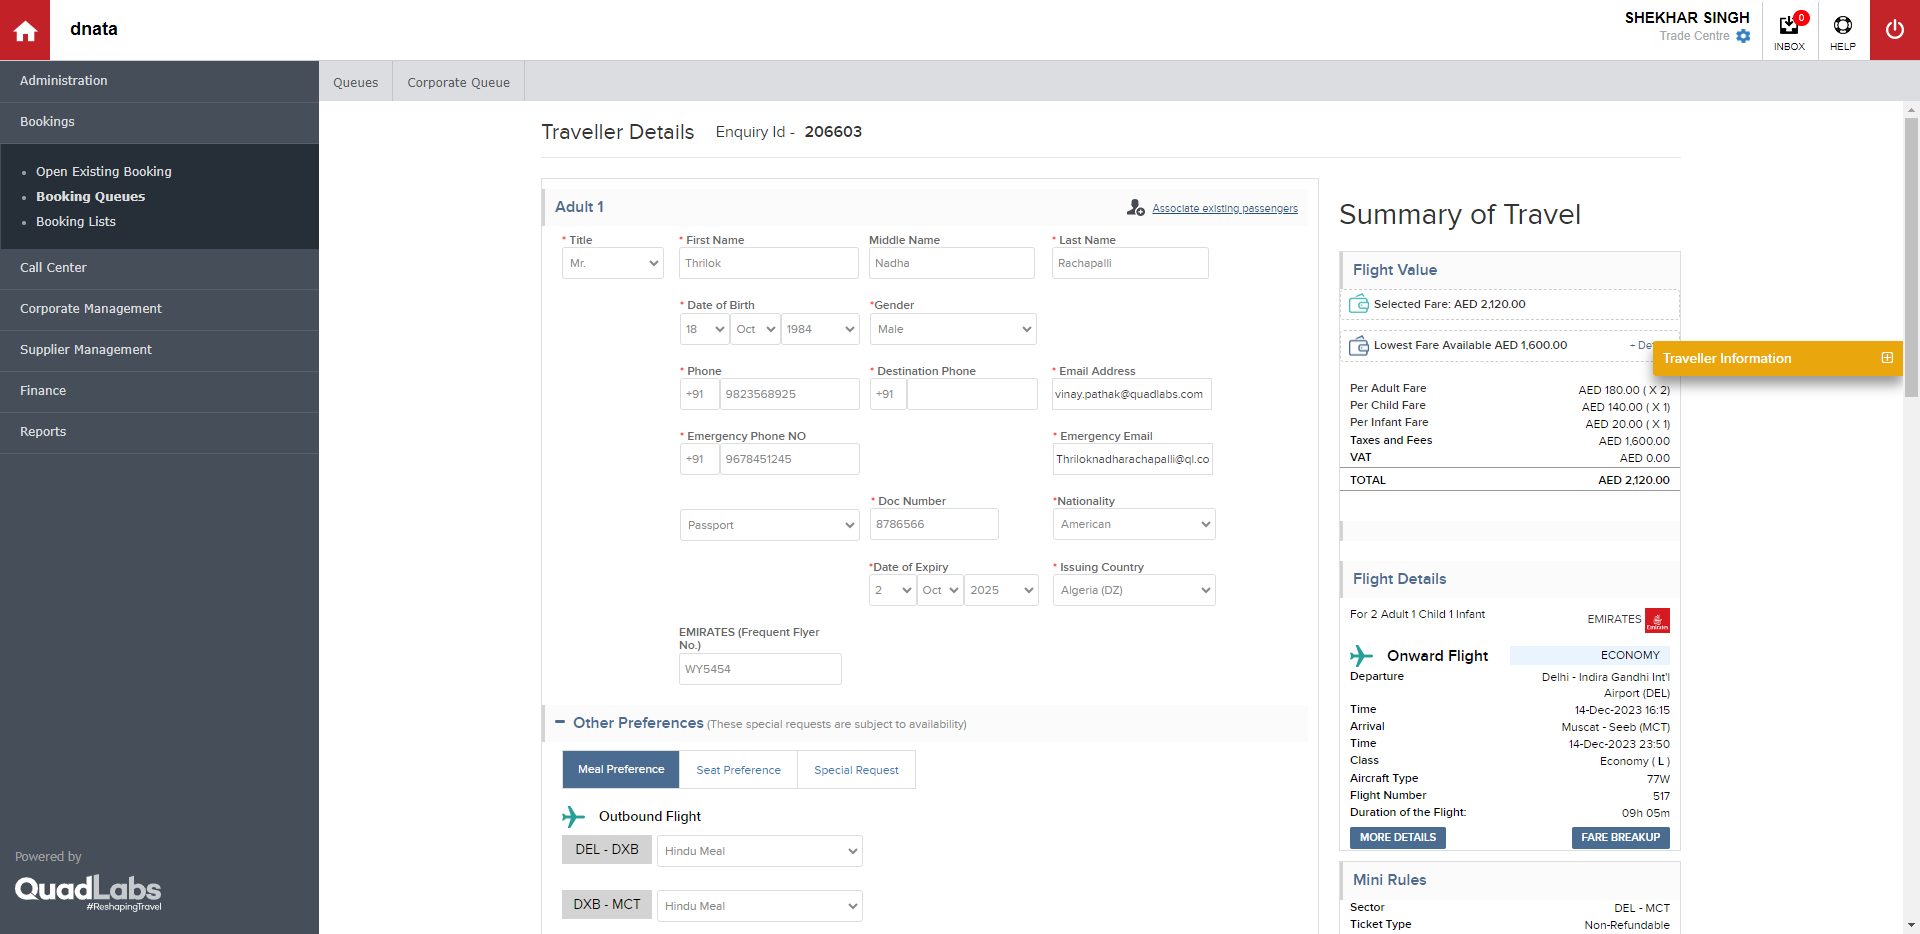 dnata
SHEKHAR SINGH
Trade Centre
0
INBOX
HELP
Administration
Bookings
Open Existing Booking
Booking Queues
Booking Lists
Call Center
Corporate Management
Supplier Management
Finance
Reports
Powered by
QuadLabs
#ReshapingTravel
Queues
Corporate Queue
Traveller Details
Enquiry Id - 206603
Adult 1
Associate existing passengers
* Title
* First Name
Middle Name
* Last Name
Mr.
Thrilok
Nadha
Rachapalli
* Date of Birth
*Gender
18
Oct
1984
Male
* Phone
* Destination Phone
* Email Address
+91
9823568925
+91
vinay.pathak@quadlabs.com
* Emergency Phone NO
* Emergency Email
+91
9678451245
Thriloknadharachapalli@ql.co
* Doc Number
*Nationality
Passport
8786566
American
*Date of Expiry
* Issuing Country
2
Oct
2025
Algeria (DZ)
EMIRATES (Frequent Flyer
No.)
WY5454
Other Preferences (These special requests are subject to availability)
Meal Preference
Seat Preference
Special Request
Outbound Flight
DEL - DXB
Hindu Meal
DXB - MCT
Hindu Meal
Summary of Travel
Flight Value
Selected Fare: AED 2,120.00
Lowest Fare Available AED 1,600.00
Traveller Information
Per Adult Fare
AED 180.00 ( X 2)
Per Child Fare
AED 140.00 ( X 1)
Per Infant Fare
AED 20.00 ( X 1)
Taxes and Fees
AED 1,600.00
VAT
AED 0.00
TOTAL
AED 2,120.00
Flight Details
For 2 Adult 1 Child 1 Infant
EMIRATES
Emirates
Onward Flight
ECONOMY
Departure
Delhi - Indira Gandhi Int'l
Airport (DEL)
Time
14-Dec-2023 16:15
Arrival
Muscat - Seeb (MCT)
Time
14-Dec-2023 23:50
Class
Economy ( L )
Aircraft Type
77W
Flight Number
517
Duration of the Flight:
09h 05m
MORE DETAILS
FARE BREAKUP
Mini Rules
Sector
DEL - MCT
Ticket Type
Non-Refundable